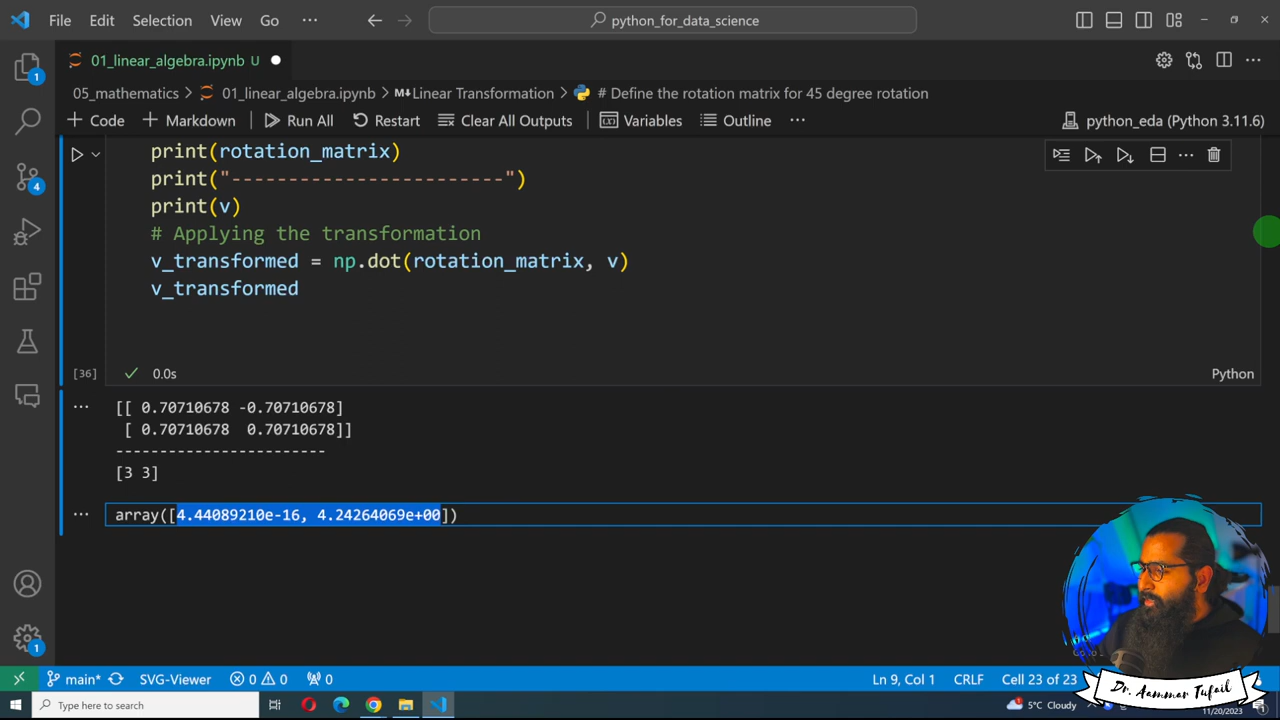 File Edit Selection View Go ··· python_for_data_science
01_linear_algebra.ipynb U
05_mathematics > 01_linear_algebra.ipynb > M↓Linear Transformation > # Define the rotation matrix for 45 degree rotation
+ Code + Markdown Run All Restart Clear All Outputs Variables Outline ··· python_eda (Python 3.11.6)
print(rotation_matrix)
print("------------------------")
print(v)
# Applying the transformation
v_transformed = np.dot(rotation_matrix, v)
v_transformed
[36] 0.0s Python
[[ 0.70710678 -0.70710678]
[ 0.70710678 0.70710678]]
------------------------
[3 3]
array([4.44089210e-16, 4.24264069e+00])
1
4
1
main* SVG-Viewer 0 0 0 Ln 9, Col 1 CRLF Cell 23 of 23
Dr. Aammar Tufail
Type here to search 5°C Cloudy 11/20/2023